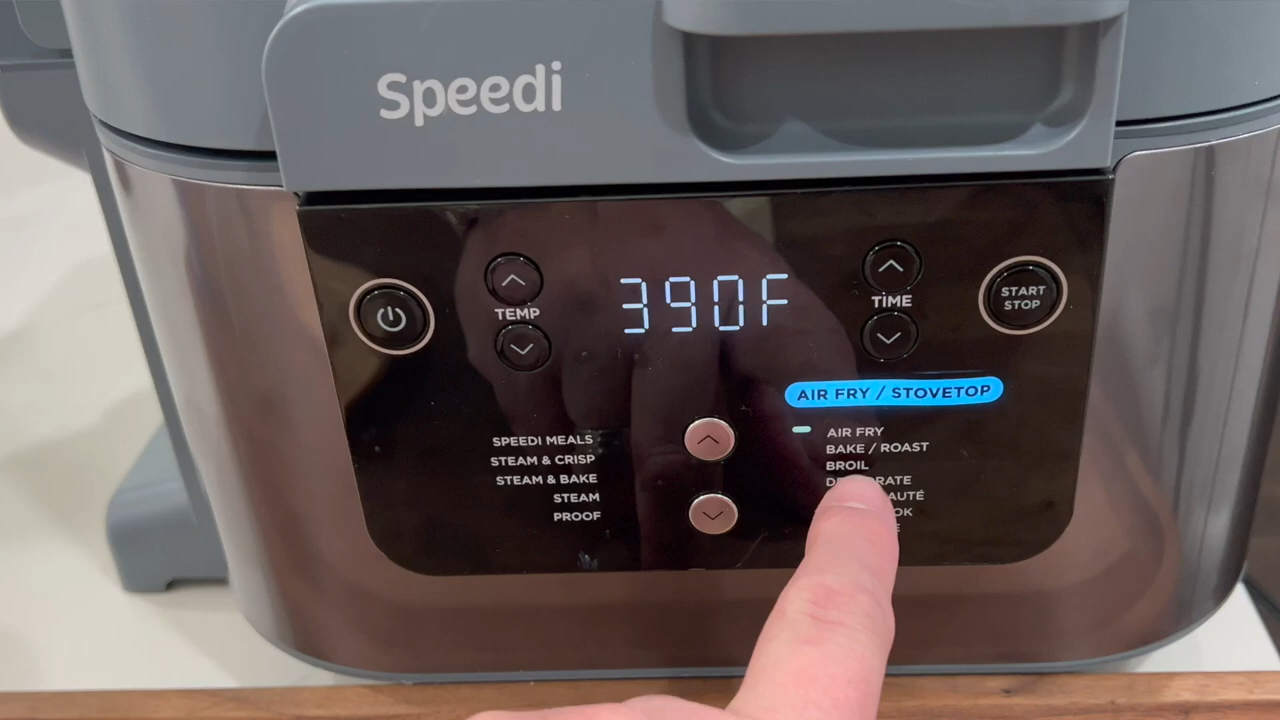 Speedi
TEMP
390F
TIME
START
STOP
AIR FRY / STOVETOP
SPEEDI MEALS
STEAM & CRISP
STEAM & BAKE
STEAM
PROOF
AIR FRY
BAKE / ROAST
BROIL